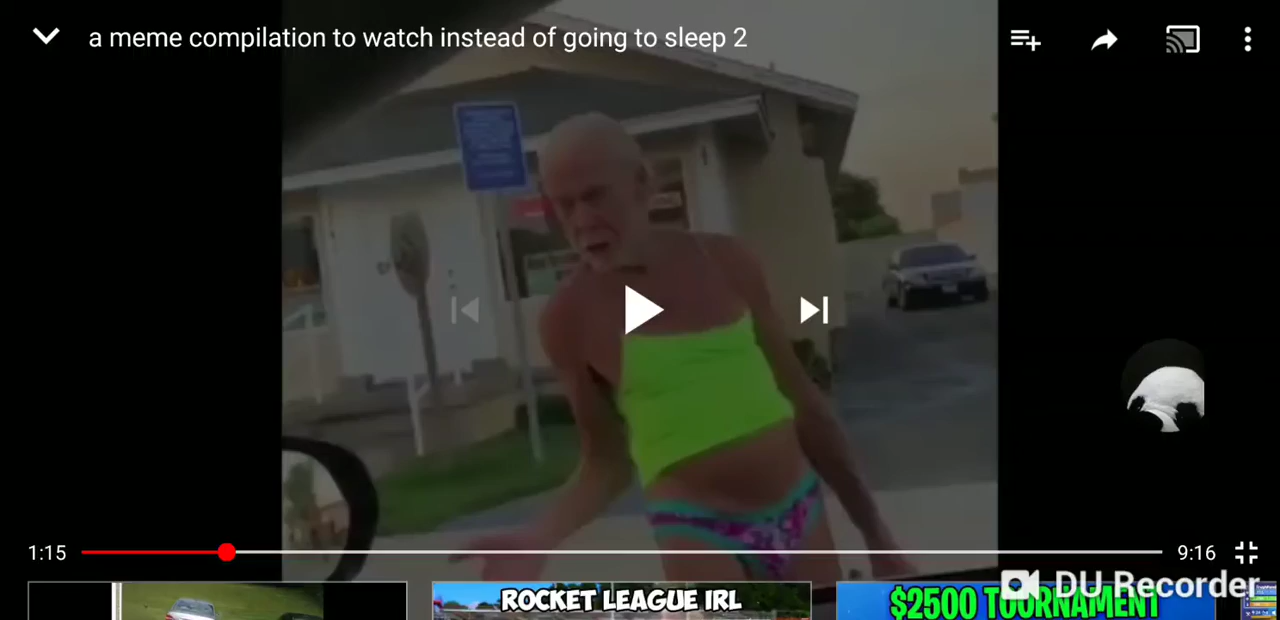 a meme compilation to watch instead of going to sleep 2
1:15
9:16
ROCKET LEAGUE IRL
$2500 TOURNAMENT
DU Recorder